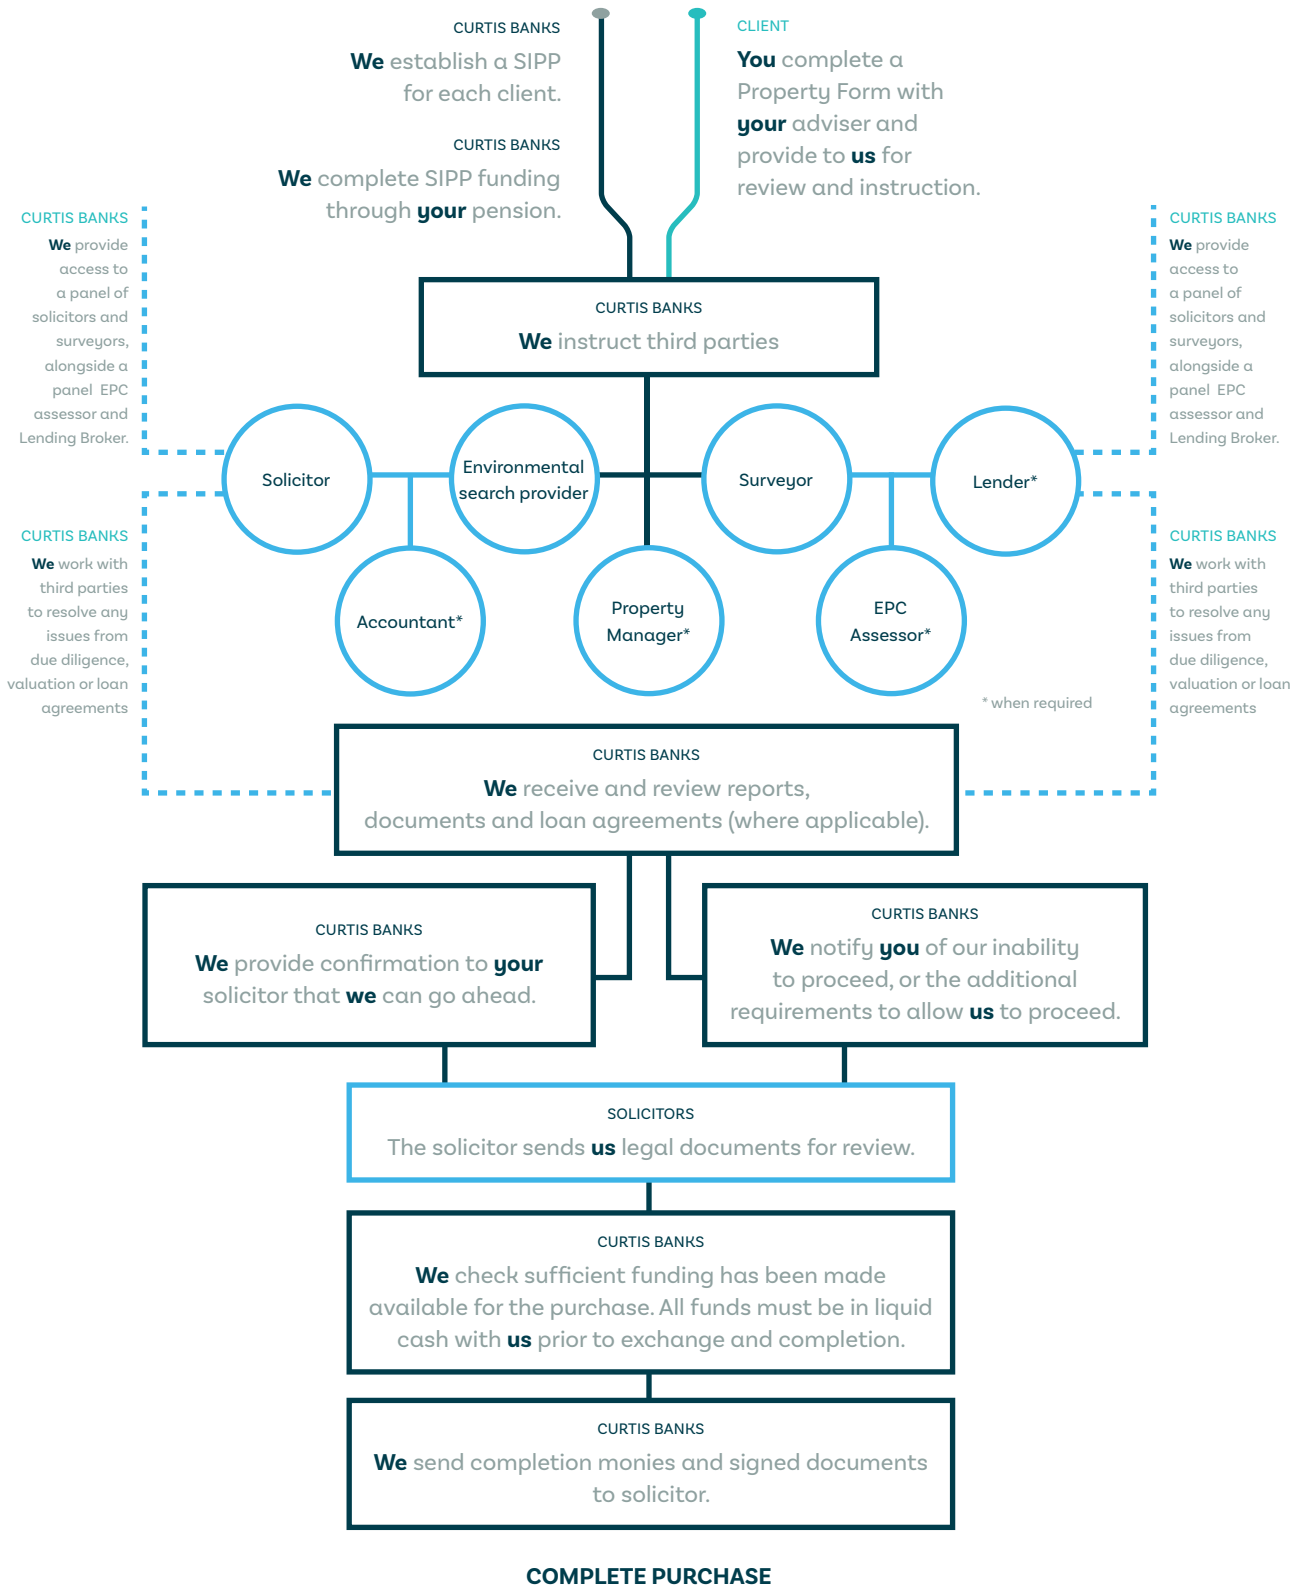 CURTIS BANKS
We establish a SIPP
for each client.
CURTIS BANKS
We complete SIPP funding
through your pension.
CLIENT
You complete a
Property Form with
your adviser and
provide to us for
review and instruction.
CURTIS BANKS
We provide
access to
a panel of
solicitors and
surveyors,
alongside a
panel EPC
assessor and
Lending Broker.
CURTIS BANKS
We provide
access to
a panel of
solicitors and
surveyors,
alongside a
panel EPC
assessor and
Lending Broker.
CURTIS BANKS
We instruct third parties
Solicitor
Environmental
search provider
Surveyor
Lender*
Accountant*
Property
Manager*
EPC
Assessor*
CURTIS BANKS
We work with
third parties
to resolve any
issues from
due diligence,
valuation or loan
agreements
CURTIS BANKS
We work with
third parties
to resolve any
issues from
due diligence,
valuation or loan
agreements
* when required
CURTIS BANKS
We receive and review reports,
documents and loan agreements (where applicable).
CURTIS BANKS
We provide confirmation to your
solicitor that we can go ahead.
CURTIS BANKS
We notify you of our inability
to proceed, or the additional
requirements to allow us to proceed.
SOLICITORS
The solicitor sends us legal documents for review.
CURTIS BANKS
We check sufficient funding has been made
available for the purchase. All funds must be in liquid
cash with us prior to exchange and completion.
CURTIS BANKS
We send completion monies and signed documents
to solicitor.
COMPLETE PURCHASE